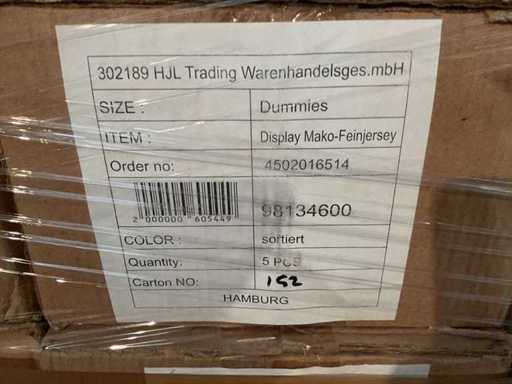 302189 HJL Trading Warenhandelsges.mbH
SIZE : Dummies
ITEM : Display Mako-Feinjersey
Order no: 4502016514
2 000000 605449 98134600
COLOR : sortiert
Quantity: 5 PCS
Carton NO: 152
HAMBURG